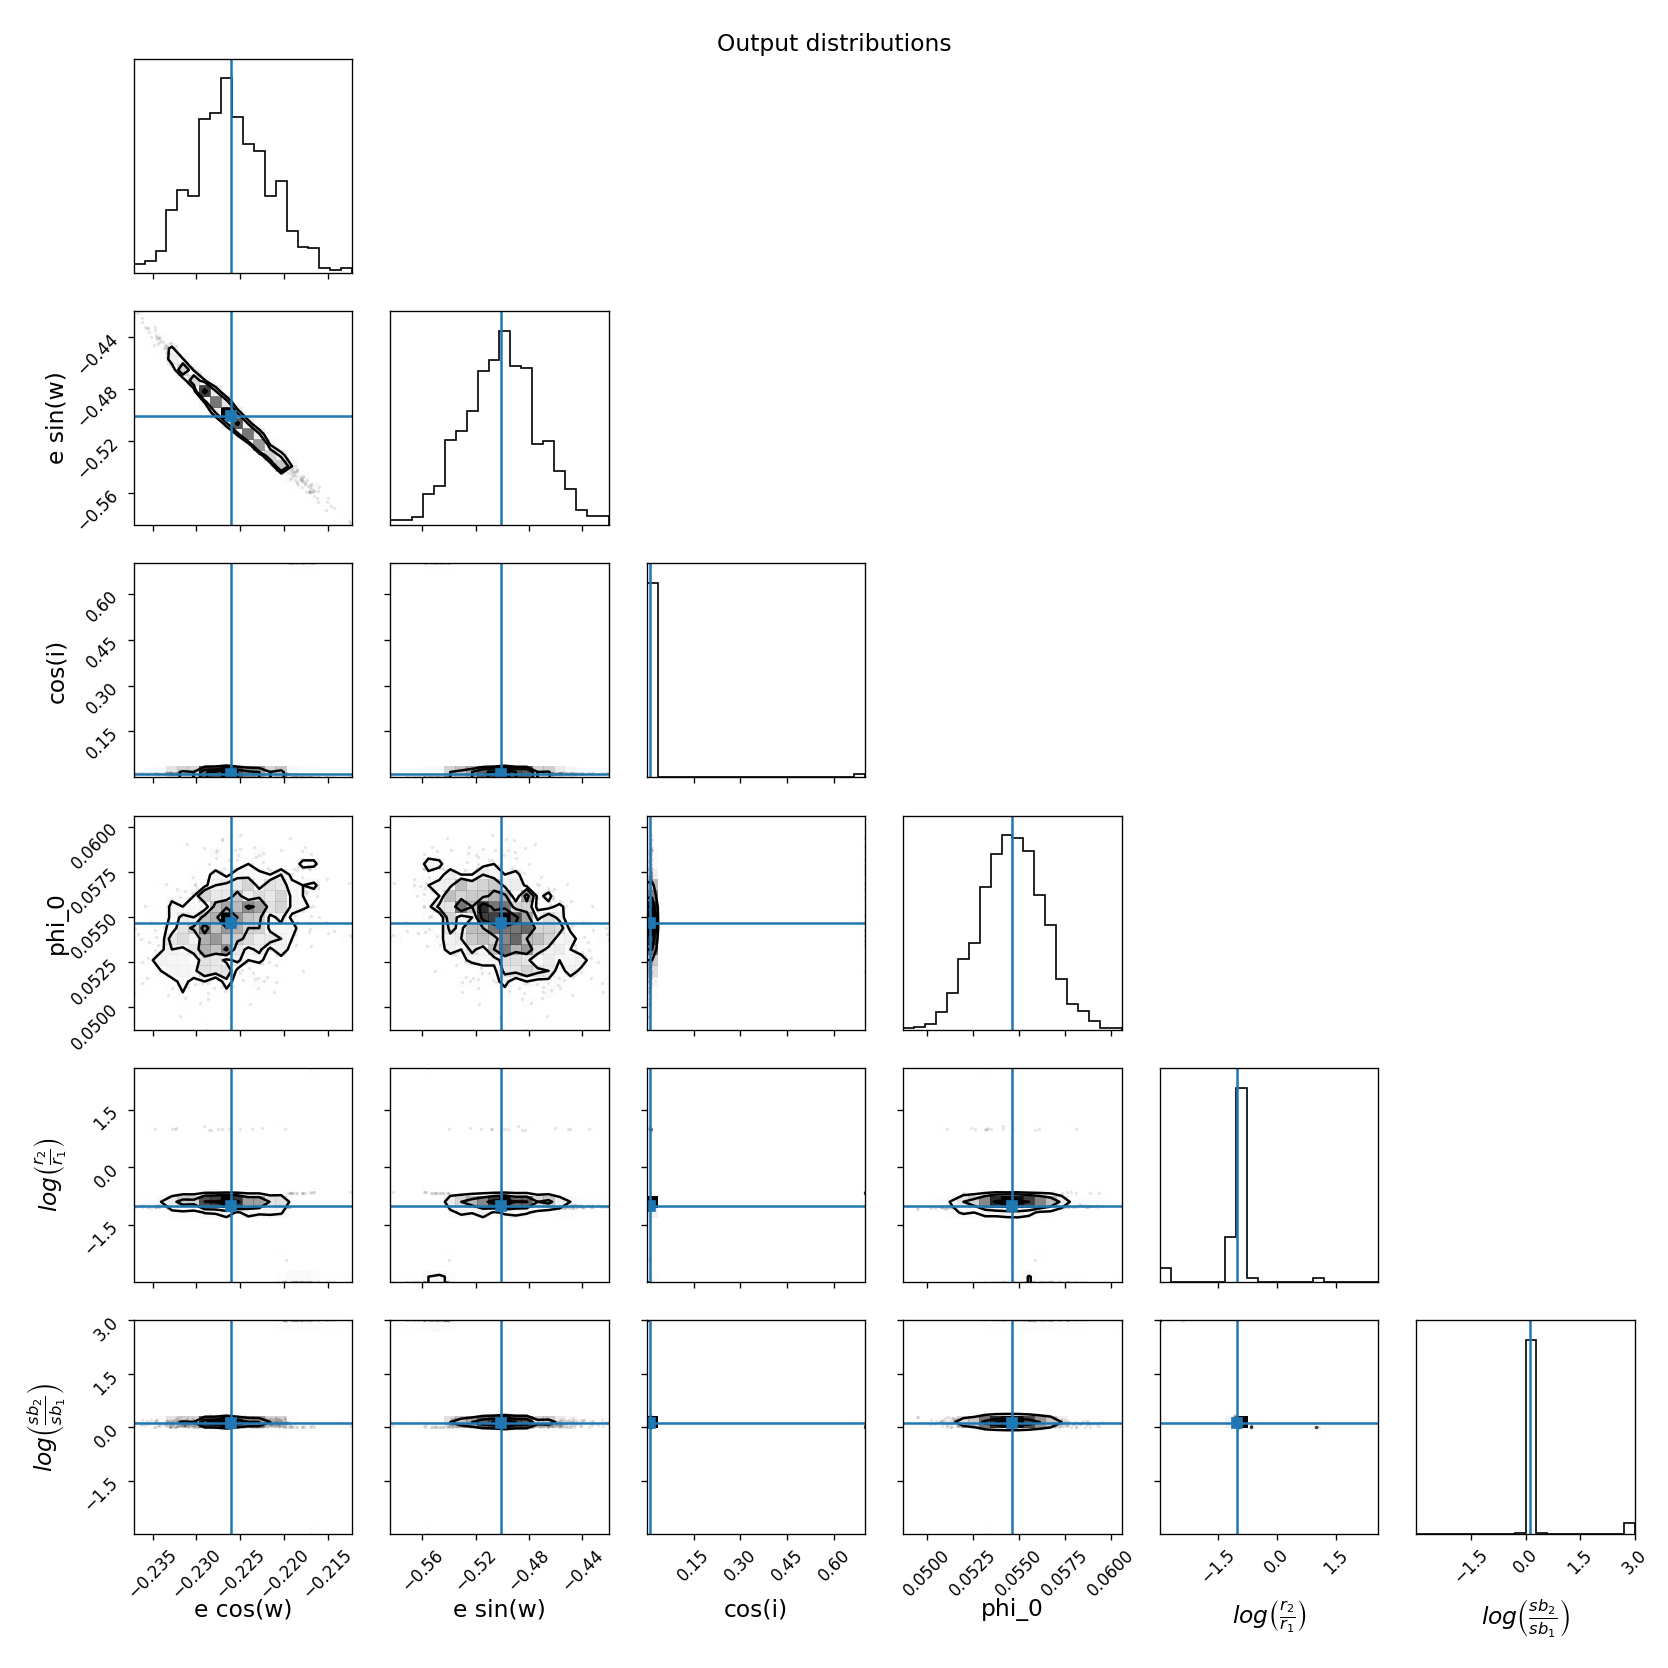 Output distributions
e sin(w)
−0.44
−0.48
−0.52
−0.56
cos(i)
0.60
0.45
0.30
0.15
phi_0
0.0600
0.0575
0.0550
0.0525
0.0500
log(r₂/r₁)
1.5
0.0
−1.5
log(sb₂/sb₁)
3.0
1.5
0.0
−1.5
−0.235 −0.230 −0.225 −0.220 −0.215
−0.56 −0.52 −0.48 −0.44
0.15 0.30 0.45 0.60
0.0500 0.0525 0.0550 0.0575 0.0600
−1.5 0.0 1.5
−1.5 0.0 1.5 3.0
e cos(w)
e sin(w)
cos(i)
phi_0
log(r₂/r₁)
log(sb₂/sb₁)